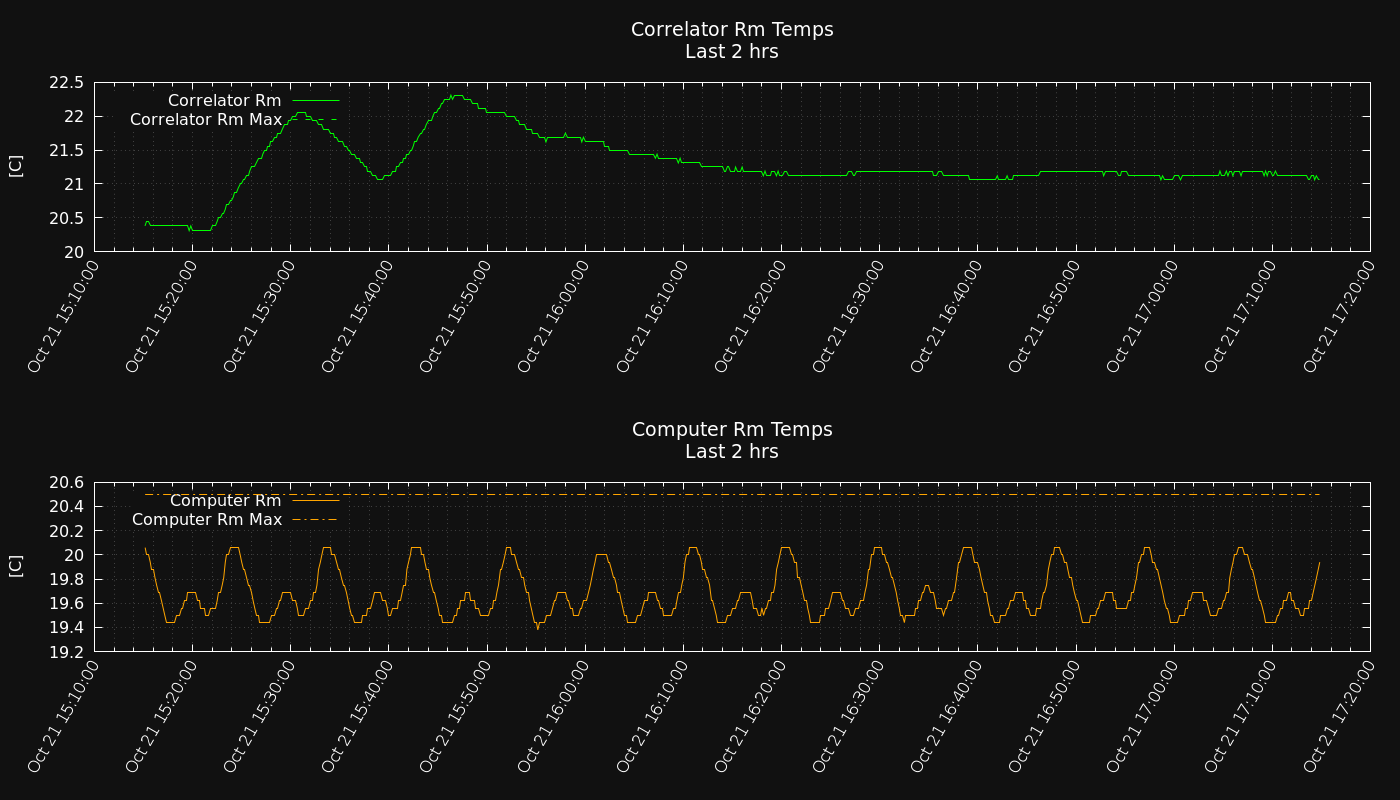 Correlator Rm Temps
Last 2 hrs
22.5
22
21.5
21
20.5
20
[C]
Correlator Rm
Correlator Rm Max
Oct 21 15:10:00
Oct 21 15:20:00
Oct 21 15:30:00
Oct 21 15:40:00
Oct 21 15:50:00
Oct 21 16:00:00
Oct 21 16:10:00
Oct 21 16:20:00
Oct 21 16:30:00
Oct 21 16:40:00
Oct 21 16:50:00
Oct 21 17:00:00
Oct 21 17:10:00
Oct 21 17:20:00
Computer Rm Temps
Last 2 hrs
20.6
20.4
20.2
20
19.8
19.6
19.4
19.2
[C]
Computer Rm
Computer Rm Max
Oct 21 15:10:00
Oct 21 15:20:00
Oct 21 15:30:00
Oct 21 15:40:00
Oct 21 15:50:00
Oct 21 16:00:00
Oct 21 16:10:00
Oct 21 16:20:00
Oct 21 16:30:00
Oct 21 16:40:00
Oct 21 16:50:00
Oct 21 17:00:00
Oct 21 17:10:00
Oct 21 17:20:00